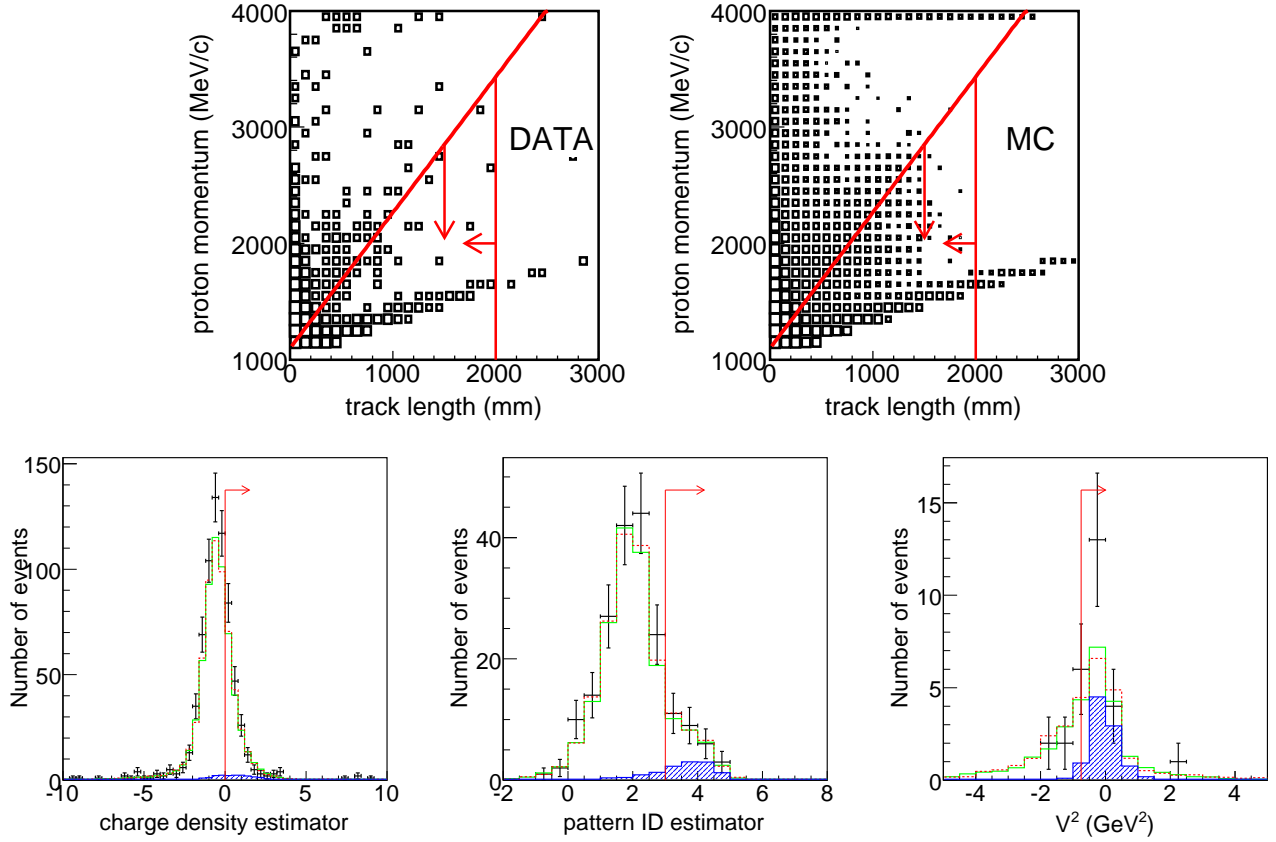 4000
3000
2000
1000
proton momentum (MeV/c)
DATA
0 1000 2000 3000
track length (mm)
4000
3000
2000
1000
proton momentum (MeV/c)
MC
0 1000 2000 3000
track length (mm)
150
100
50
0
Number of events
-10 -5 0 5 10
charge density estimator
40
20
0
Number of events
-2 0 2 4 6 8
pattern ID estimator
15
10
5
0
Number of events
-4 -2 0 2 4
V² (GeV²)